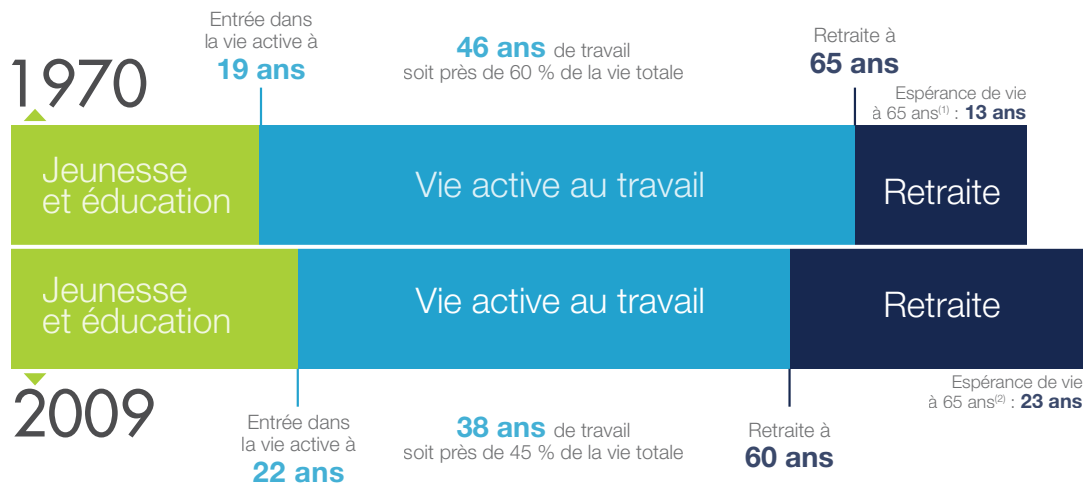 1970
Entrée dans
la vie active à
19 ans
46 ans de travail
soit près de 60 % de la vie totale
Retraite à
65 ans
Espérance de vie
à 65 ans(1) : 13 ans
Jeunesse
et éducation
Vie active au travail
Retraite
Jeunesse
et éducation
Vie active au travail
Retraite
2009
Entrée dans
la vie active à
22 ans
38 ans de travail
soit près de 45 % de la vie totale
Retraite à
60 ans
Espérance de vie
à 65 ans(2) : 23 ans